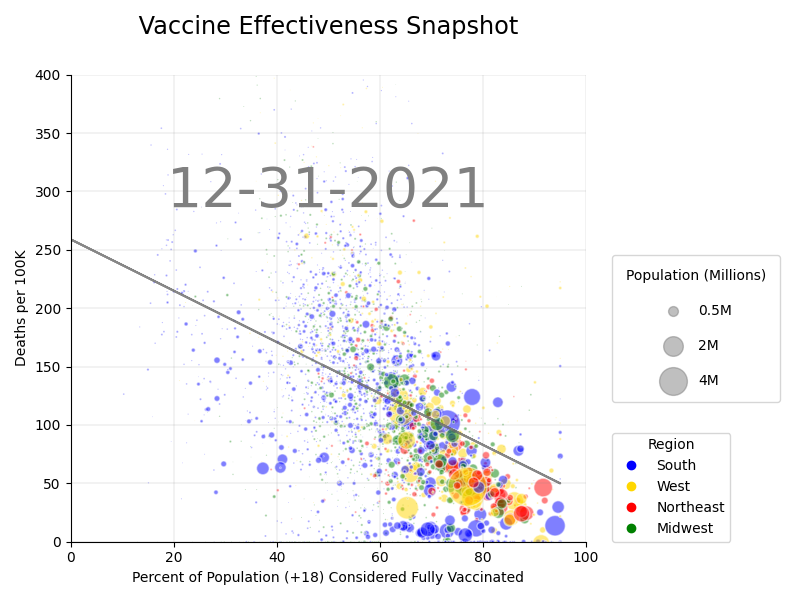 Vaccine Effectiveness Snapshot
400
350
300
250
200
150
100
50
0
Deaths per 100K
12-31-2021
0 20 40 60 80 100
Percent of Population (+18) Considered Fully Vaccinated
Population (Millions)
0.5M
2M
4M
Region
South
West
Northeast
Midwest